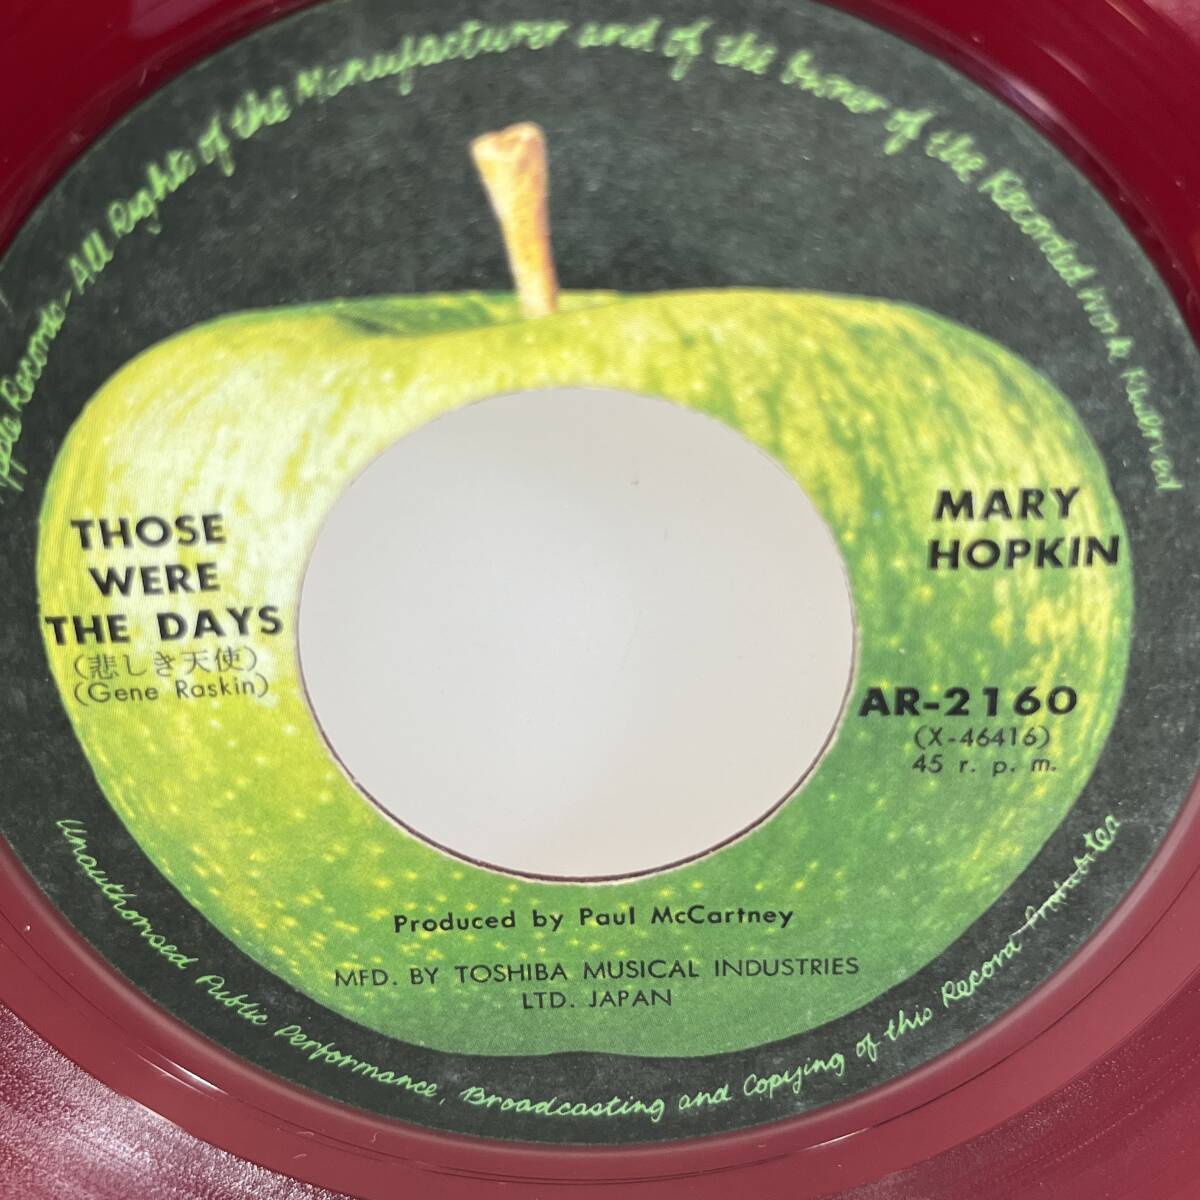 Apple Records-All Rights of the Manufacturer and of the Owner of the Recorded Work Reserved
THOSE
WERE
THE DAYS
(悲しき天使)
(Gene Raskin)
MARY
HOPKIN
AR-2160
(X-46416)
45 r. p. m.
Produced by Paul McCartney
MFD. BY TOSHIBA MUSICAL INDUSTRIES
LTD. JAPAN
Unauthorised Public Performance, Broadcasting and Copying of this Record Prohibited